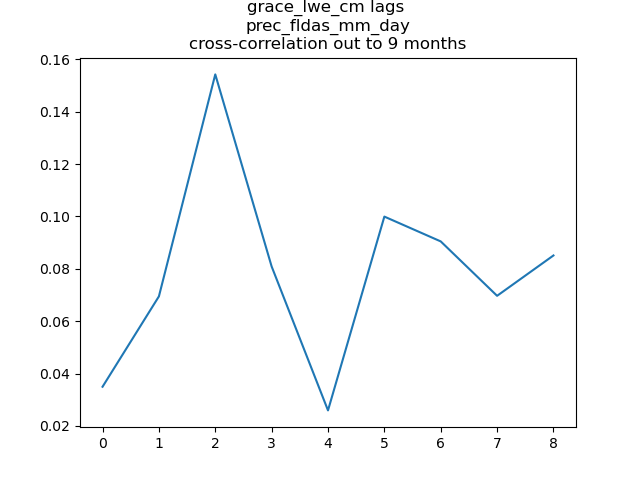 grace_lwe_cm lags
prec_fldas_mm_day
cross-correlation out to 9 months
0.16
0.14
0.12
0.10
0.08
0.06
0.04
0.02
0 1 2 3 4 5 6 7 8